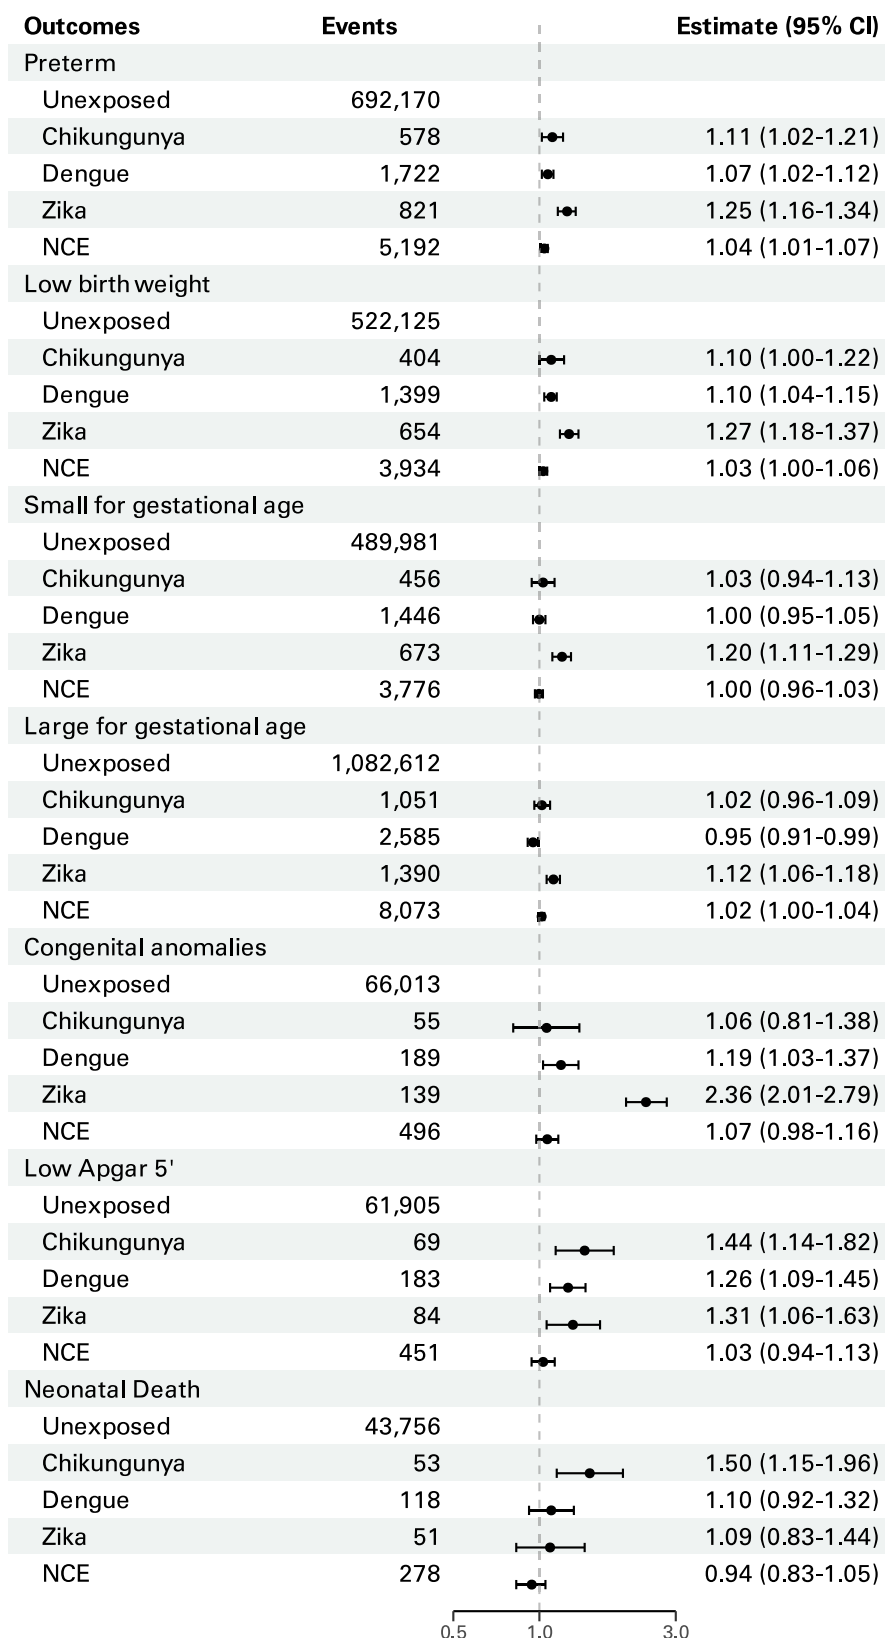 Outcomes Events Estimate (95% CI)
Preterm
Unexposed 692,170
Chikungunya 578 1.11 (1.02-1.21)
Dengue 1,722 1.07 (1.02-1.12)
Zika 821 1.25 (1.16-1.34)
NCE 5,192 1.04 (1.01-1.07)
Low birth weight
Unexposed 522,125
Chikungunya 404 1.10 (1.00-1.22)
Dengue 1,399 1.10 (1.04-1.15)
Zika 654 1.27 (1.18-1.37)
NCE 3,934 1.03 (1.00-1.06)
Small for gestational age
Unexposed 489,981
Chikungunya 456 1.03 (0.94-1.13)
Dengue 1,446 1.00 (0.95-1.05)
Zika 673 1.20 (1.11-1.29)
NCE 3,776 1.00 (0.96-1.03)
Large for gestational age
Unexposed 1,082,612
Chikungunya 1,051 1.02 (0.96-1.09)
Dengue 2,585 0.95 (0.91-0.99)
Zika 1,390 1.12 (1.06-1.18)
NCE 8,073 1.02 (1.00-1.04)
Congenital anomalies
Unexposed 66,013
Chikungunya 55 1.06 (0.81-1.38)
Dengue 189 1.19 (1.03-1.37)
Zika 139 2.36 (2.01-2.79)
NCE 496 1.07 (0.98-1.16)
Low Apgar 5'
Unexposed 61,905
Chikungunya 69 1.44 (1.14-1.82)
Dengue 183 1.26 (1.09-1.45)
Zika 84 1.31 (1.06-1.63)
NCE 451 1.03 (0.94-1.13)
Neonatal Death
Unexposed 43,756
Chikungunya 53 1.50 (1.15-1.96)
Dengue 118 1.10 (0.92-1.32)
Zika 51 1.09 (0.83-1.44)
NCE 278 0.94 (0.83-1.05)
0.5 1.0 3.0